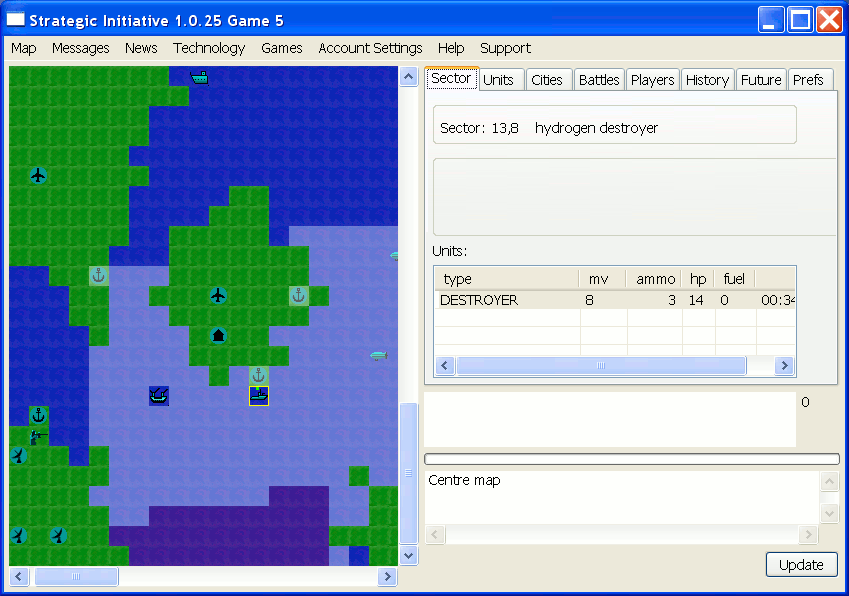 Strategic Initiative 1.0.25 Game 5
Map Messages News Technology Games Account Settings Help Support
Sector Units Cities Battles Players History Future Prefs
Sector: 13,8 hydrogen destroyer
Units:
type mv ammo hp fuel
DESTROYER 8 3 14 0 00:34
0
Centre map
Update